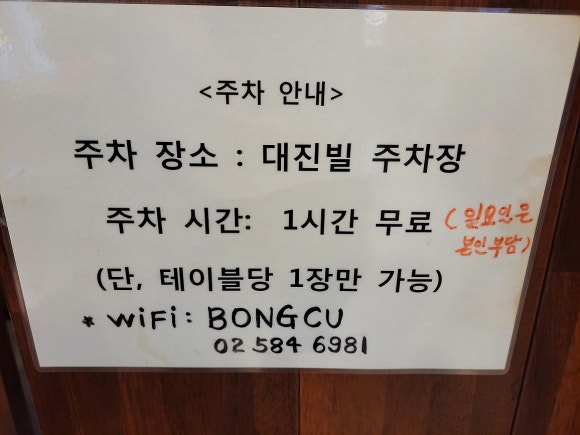 <주차 안내>
주차 장소 : 대진빌 주차장
주차 시간: 1시간 무료 (일요일은
본인부담)
(단, 테이블당 1장만 가능)
* WiFi: BONGCU
02 584 6981